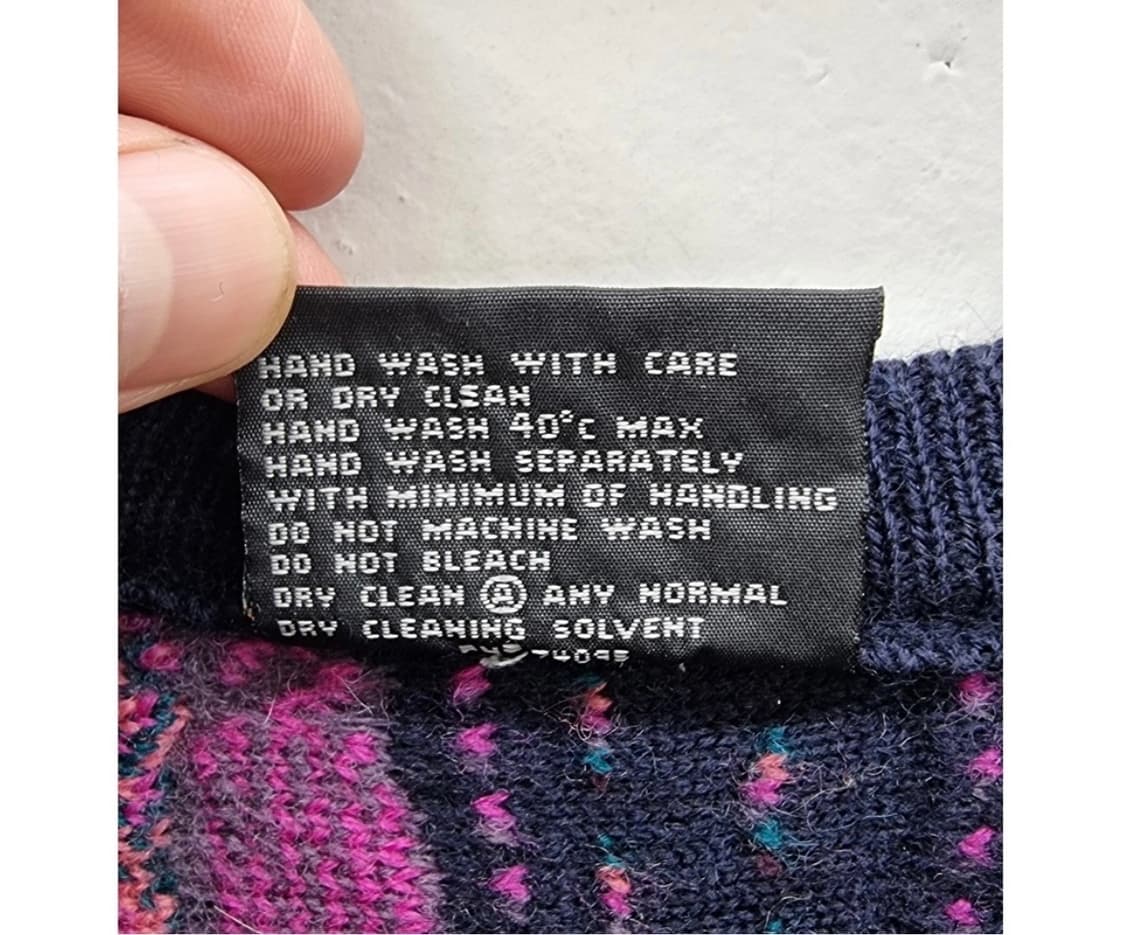 HAND WASH WITH CARE
OR DRY CLEAN
HAND WASH 40°C MAX
HAND WASH SEPARATELY
WITH MINIMUM OF HANDLING
DO NOT MACHINE WASH
DO NOT BLEACH
DRY CLEAN Ⓐ ANY NORMAL
DRY CLEANING SOLVENT